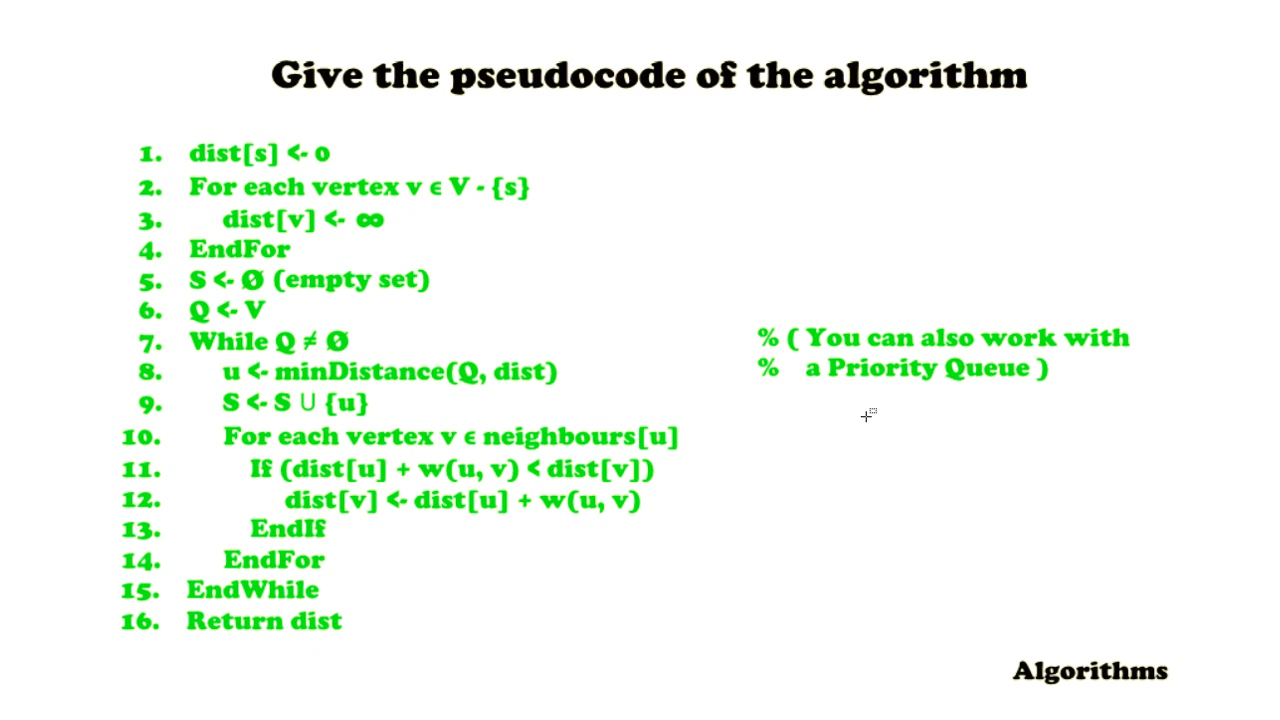 Give the pseudocode of the algorithm
1. dist[s] <- 0
2. For each vertex v ϵ V - {s}
3. dist[v] <- ∞
4. EndFor
5. S <- Ø (empty set)
6. Q <- V
7. While Q ≠ Ø
% ( You can also work with
8. u <- minDistance(Q, dist)
% a Priority Queue )
9. S <- S ∪ {u}
10. For each vertex v ϵ neighbours[u]
11. If (dist[u] + w(u, v) < dist[v])
12. dist[v] <- dist[u] + w(u, v)
13. EndIf
14. EndFor
15. EndWhile
16. Return dist
Algorithms